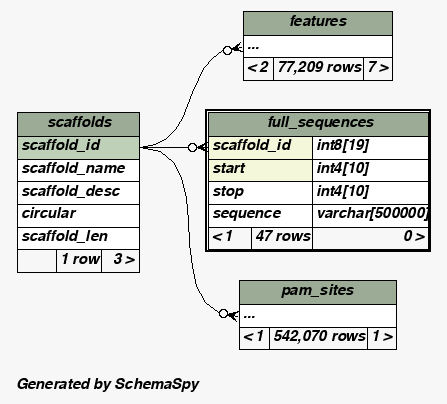 features
...
< 2 77,209 rows 7 >
scaffolds
scaffold_id
scaffold_name
scaffold_desc
circular
scaffold_len
1 row 3 >
full_sequences
scaffold_id int8[19]
start int4[10]
stop int4[10]
sequence varchar[500000]
< 1 47 rows 0 >
pam_sites
...
< 1 542,070 rows 1 >
Generated by SchemaSpy